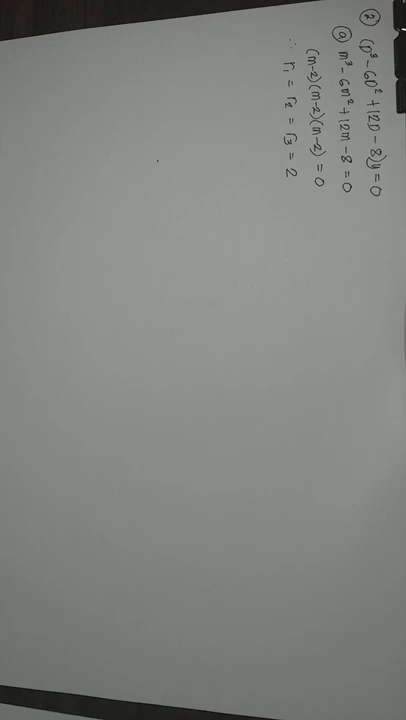 ② (D³ - 6D² + 12D - 8)y = 0
ⓐ m³ - 6m² + 12m - 8 = 0
(m-2)(m-2)(m-2) = 0
∴ r₁ = r₂ = r₃ = 2